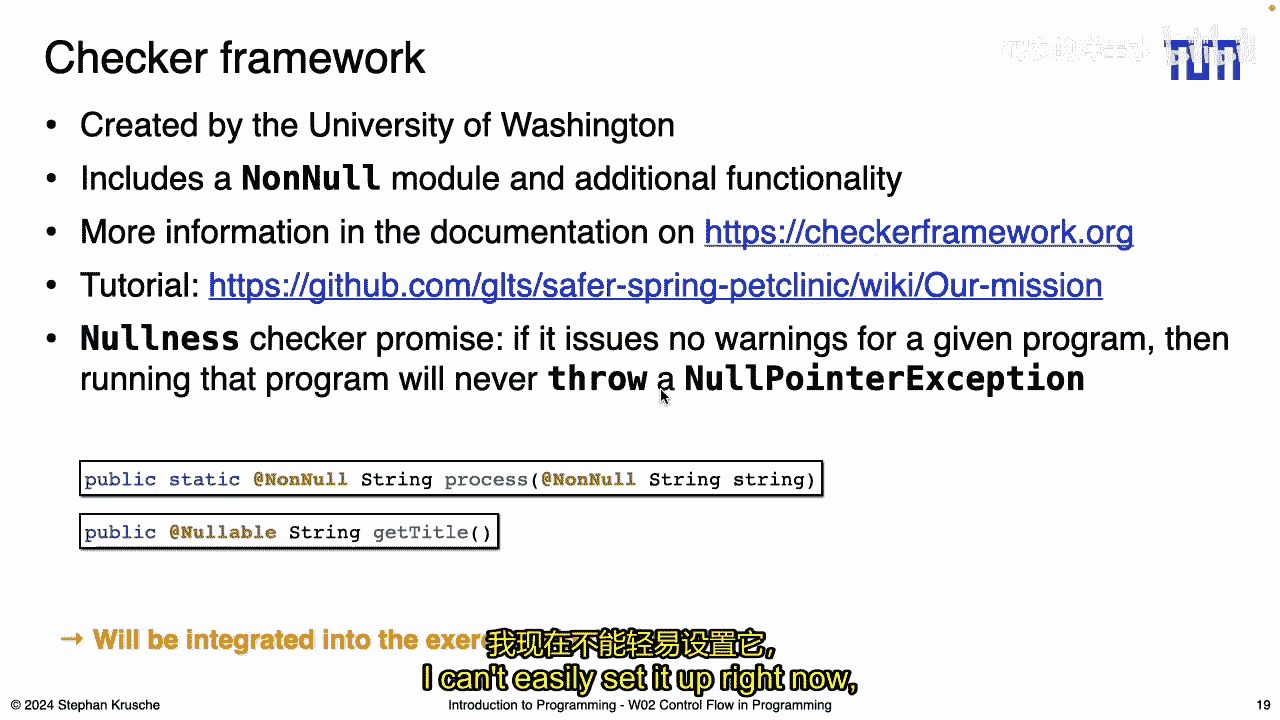 Checker framework
• Created by the University of Washington
• Includes a NonNull module and additional functionality
• More information in the documentation on https://checkerframework.org
• Tutorial: https://github.com/glts/safer-spring-petclinic/wiki/Our-mission
• Nullness checker promise: if it issues no warnings for a given program, then
running that program will never throw a NullPointerException
public static @NonNull String process(@NonNull String string)
public @Nullable String getTitle()
→ Will be integrated into the
我现在不能轻易设置它,
I can't easily set it up right now,
© 2024 Stephan Krusche
Introduction to Programming - W02 Control Flow in Programming
19